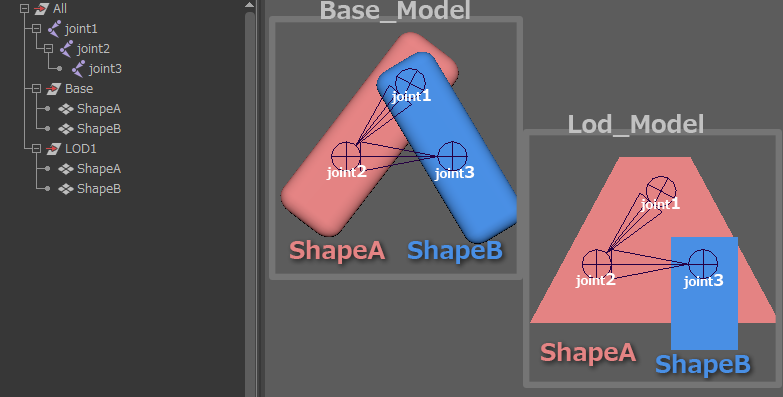 All
joint1
joint2
joint3
Base
ShapeA
ShapeB
LOD1
ShapeA
ShapeB
Base_Model
joint1
joint2
joint3
ShapeA
ShapeB
Lod_Model
joint1
joint2
joint3
ShapeA
ShapeB